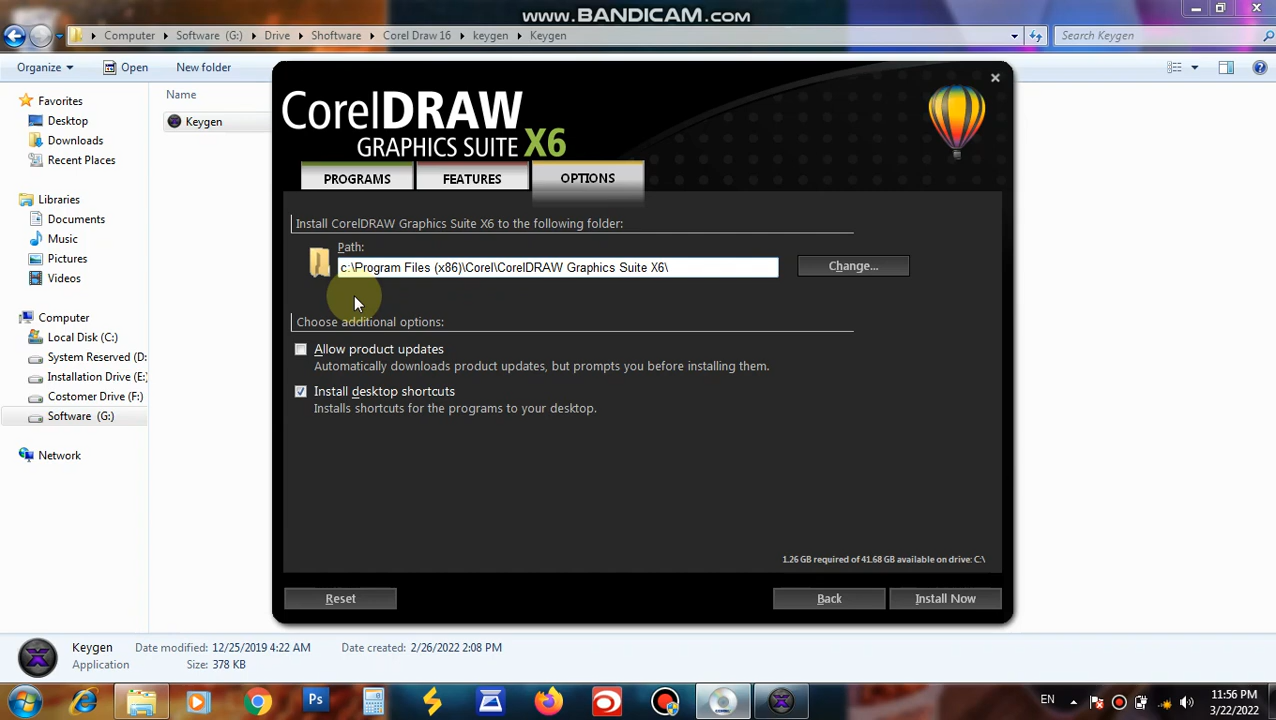 www.BANDICAM.com
Computer Software (G:) Drive Shoftware Corel Draw 16 keygen Keygen
Search Keygen
Organize Open New folder
Favorites
Desktop
Downloads
Recent Places
Libraries
Documents
Music
Pictures
Videos
Computer
Local Disk (C:)
System Reserved (D:
Installation Drive (E:
Costomer Drive (F:)
Software (G:)
Network
Name
Keygen
CorelDRAW
GRAPHICS SUITE X6
PROGRAMS FEATURES OPTIONS
Install CorelDRAW Graphics Suite X6 to the following folder:
Path:
c:\Program Files (x86)\Corel\CorelDRAW Graphics Suite X6\
Change...
Choose additional options:
Allow product updates
Automatically downloads product updates, but prompts you before installing them.
Install desktop shortcuts
Installs shortcuts for the programs to your desktop.
1.26 GB required of 41.68 GB available on drive: C:\
Reset Back Install Now
Keygen Date modified: 12/25/2019 4:22 AM Date created: 2/26/2022 2:08 PM
Application Size: 378 KB
Ps
EN
11:56 PM
3/22/2022